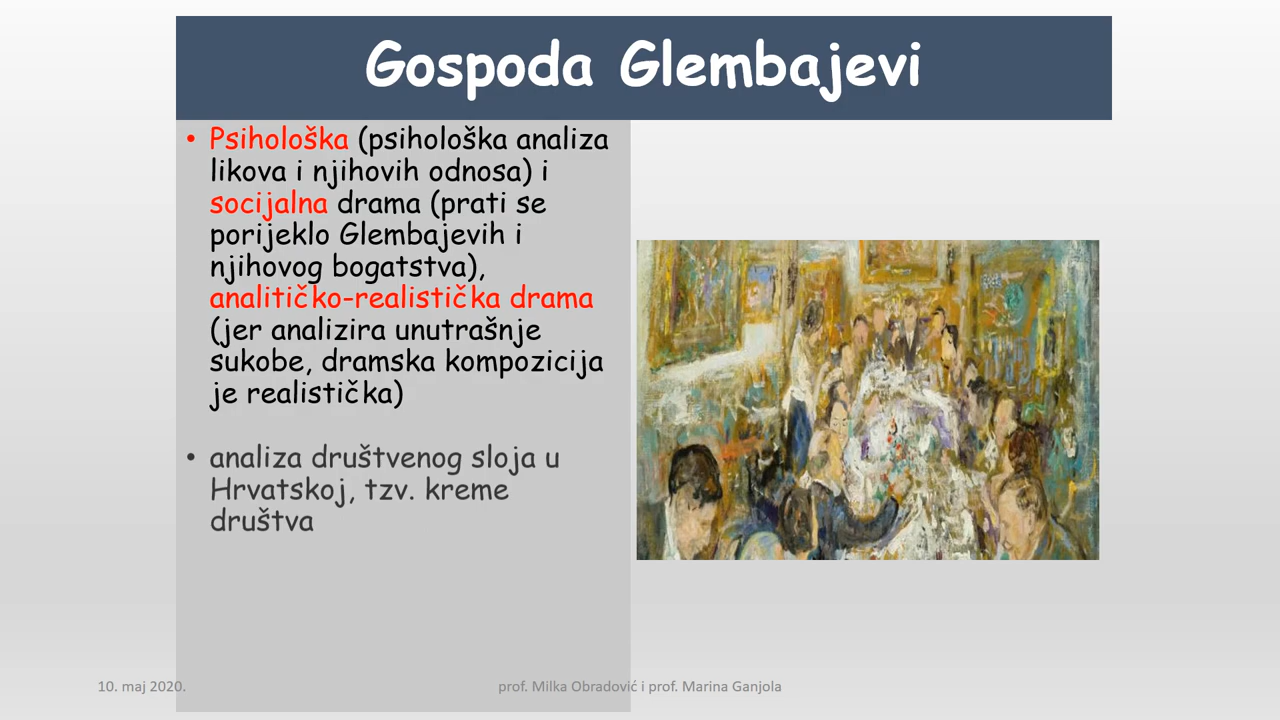 Gospoda Glembajevi
• Psihološka (psihološka analiza
likova i njihovih odnosa) i
socijalna drama (prati se
porijeklo Glembajevih i
njihovog bogatstva),
analitičko-realistička drama
(jer analizira unutrašnje
sukobe, dramska kompozicija
je realistička)
• analiza društvenog sloja u
Hrvatskoj, tzv. kreme
društva
10. maj 2020.
prof. Milka Obradović i prof. Marina Ganjola